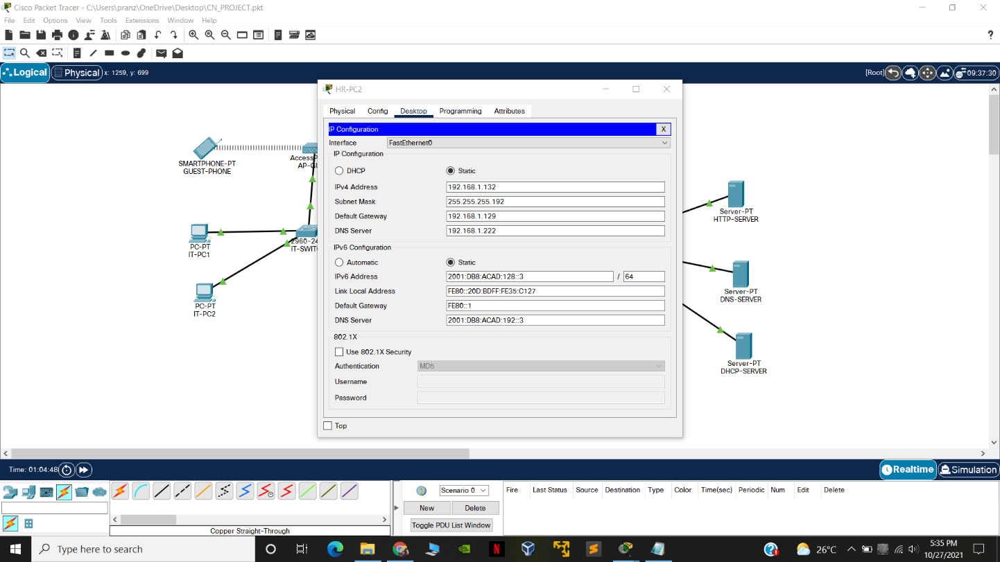 Cisco Packet Tracer - C:\Users\pranz\OneDrive\Desktop\CN_PROJECT.pkt
File Edit Options View Tools Extensions Window Help
?
Logical Physical x: 1259, y: 699
[Root] 09:37:30
HR-PC2
Physical Config Desktop Programming Attributes
IP Configuration X
Interface FastEthernet0
IP Configuration
DHCP Static
IPv4 Address 192.168.1.132
Subnet Mask 255.255.255.192
Default Gateway 192.168.1.129
DNS Server 192.168.1.222
IPv6 Configuration
Automatic Static
IPv6 Address 2001:DB8:ACAD:128::3 / 64
Link Local Address FE80::20D:BDFF:FE35:C127
Default Gateway FE80::1
DNS Server 2001:DB8:ACAD:192::3
802.1X
Use 802.1X Security
Authentication MD5
Username
Password
Top
SMARTPHONE-PT
GUEST-PHONE
AccessP
AP-GU
PC-PT
IT-PC1
2960-24
IT-SWIT
PC-PT
IT-PC2
Server-PT
HTTP-SERVER
Server-PT
DNS-SERVER
Server-PT
DHCP-SERVER
Time: 01:04:48
Realtime Simulation
Scenario 0
New Delete
Toggle PDU List Window
Fire Last Status Source Destination Type Color Time(sec) Periodic Num Edit Delete
Copper Straight-Through
Type here to search
26°C
5:35 PM
10/27/2021